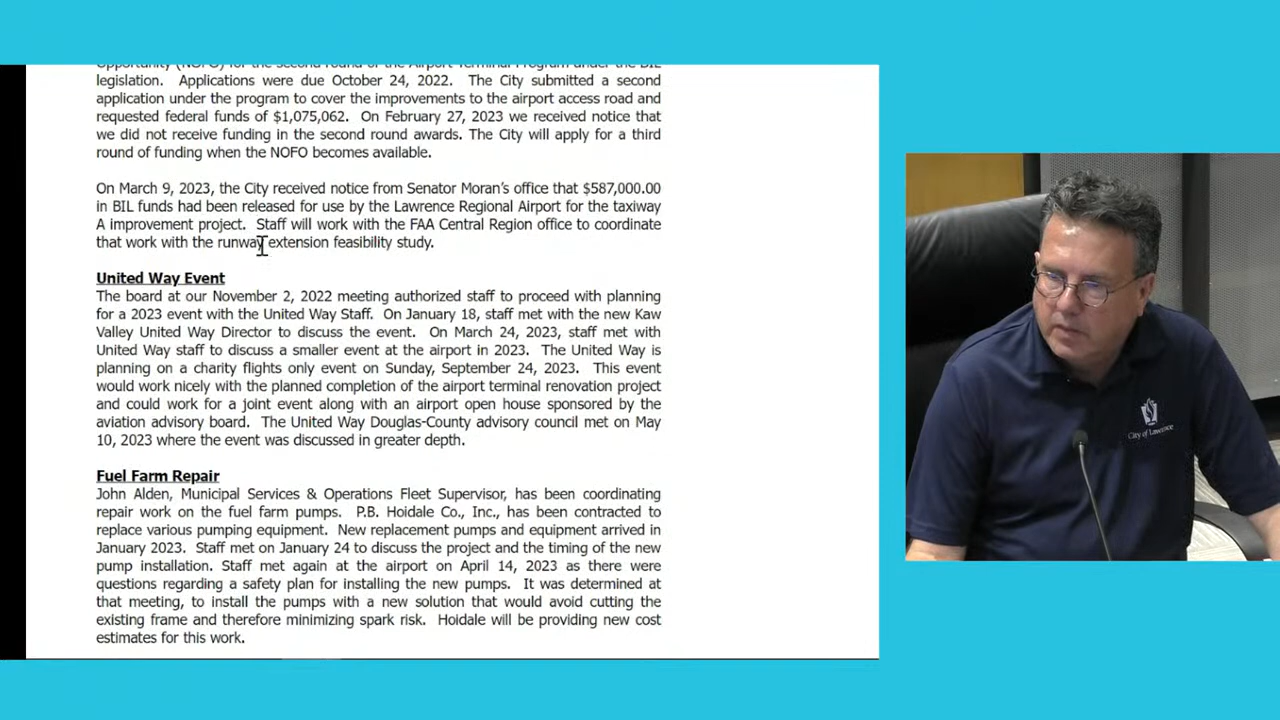 Opportunity (NOFO) for the second round of the Airport Terminal Program under the BIL
legislation. Applications were due October 24, 2022. The City submitted a second
application under the program to cover the improvements to the airport access road and
requested federal funds of $1,075,062. On February 27, 2023 we received notice that
we did not receive funding in the second round awards. The City will apply for a third
round of funding when the NOFO becomes available.
On March 9, 2023, the City received notice from Senator Moran's office that $587,000.00
in BIL funds had been released for use by the Lawrence Regional Airport for the taxiway
A improvement project. Staff will work with the FAA Central Region office to coordinate
that work with the runway extension feasibility study.
United Way Event
The board at our November 2, 2022 meeting authorized staff to proceed with planning
for a 2023 event with the United Way Staff. On January 18, staff met with the new Kaw
Valley United Way Director to discuss the event. On March 24, 2023, staff met with
United Way staff to discuss a smaller event at the airport in 2023. The United Way is
planning on a charity flights only event on Sunday, September 24, 2023. This event
would work nicely with the planned completion of the airport terminal renovation project
and could work for a joint event along with an airport open house sponsored by the
aviation advisory board. The United Way Douglas-County advisory council met on May
10, 2023 where the event was discussed in greater depth.
Fuel Farm Repair
John Alden, Municipal Services & Operations Fleet Supervisor, has been coordinating
repair work on the fuel farm pumps. P.B. Hoidale Co., Inc., has been contracted to
replace various pumping equipment. New replacement pumps and equipment arrived in
January 2023. Staff met on January 24 to discuss the project and the timing of the new
pump installation. Staff met again at the airport on April 14, 2023 as there were
questions regarding a safety plan for installing the new pumps. It was determined at
that meeting, to install the pumps with a new solution that would avoid cutting the
existing frame and therefore minimizing spark risk. Hoidale will be providing new cost
estimates for this work.
City of Lawrence